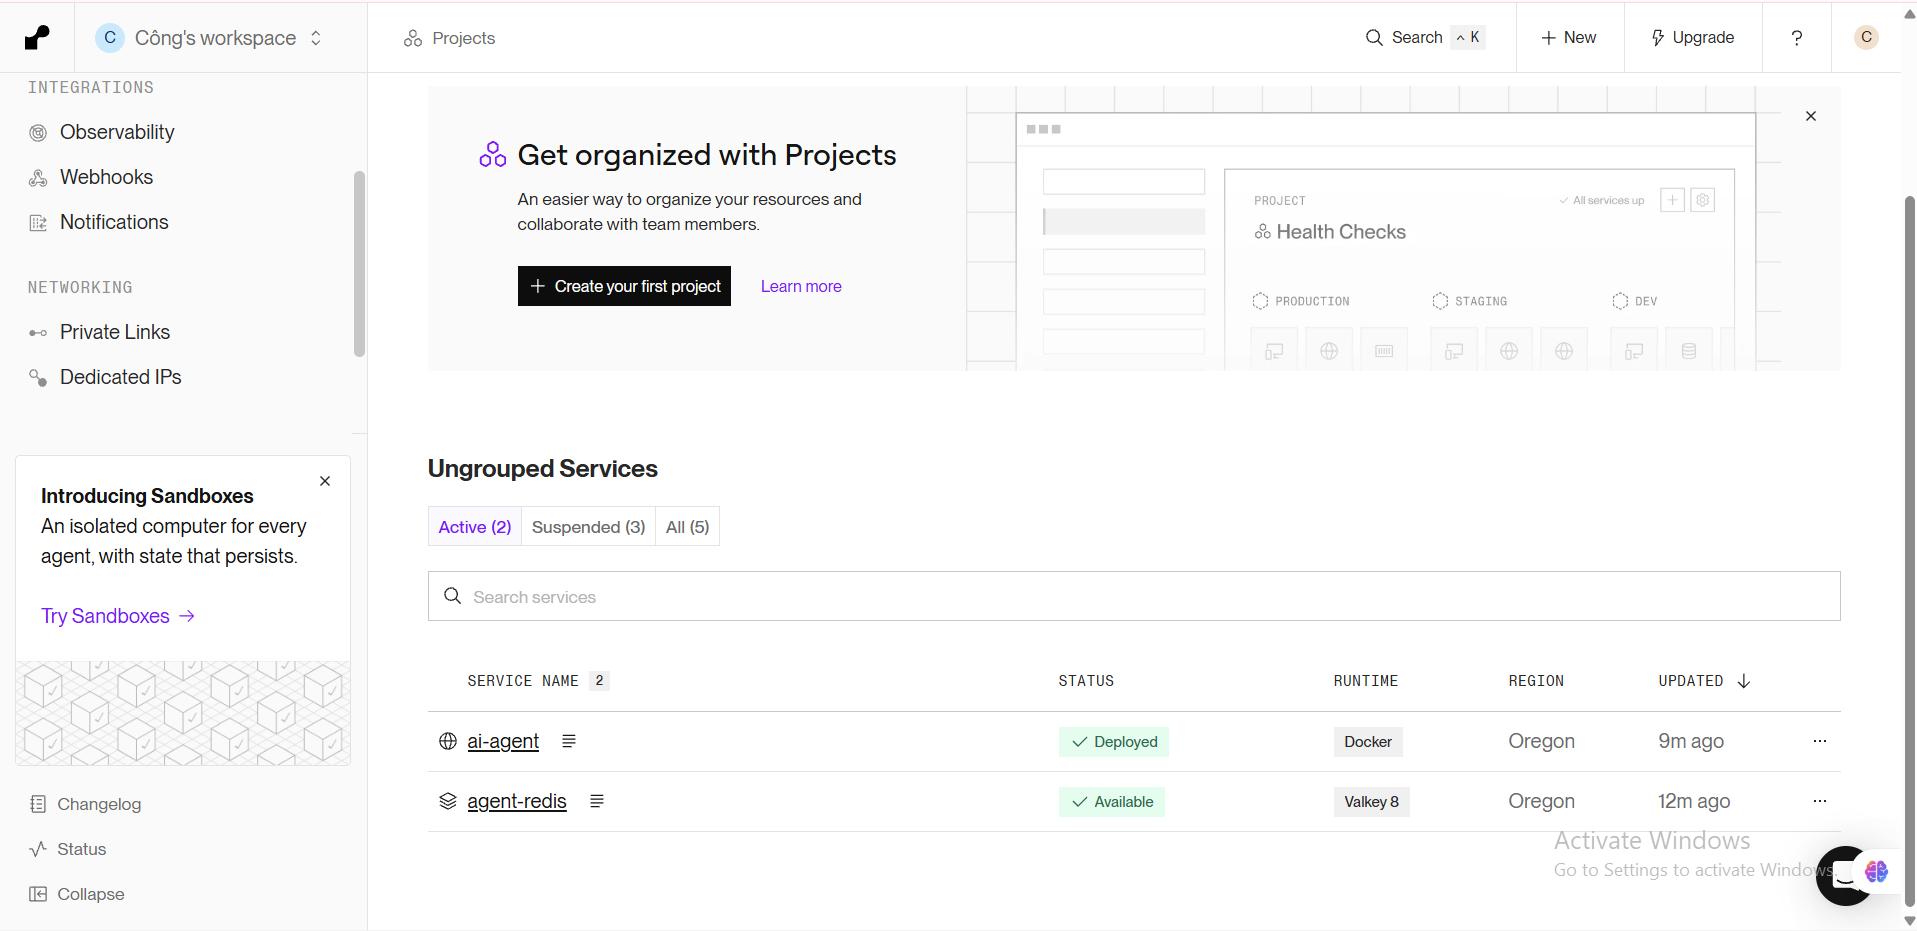 C Công's workspace
Projects
Search ^ K
+ New
Upgrade
?
C
INTEGRATIONS
Observability
Webhooks
Notifications
NETWORKING
Private Links
Dedicated IPs
Introducing Sandboxes
An isolated computer for every
agent, with state that persists.
Try Sandboxes →
Changelog
Status
Collapse
Get organized with Projects
An easier way to organize your resources and
collaborate with team members.
+ Create your first project
Learn more
PROJECT
All services up
Health Checks
PRODUCTION
STAGING
DEV
Ungrouped Services
Active (2)
Suspended (3)
All (5)
Search services
SERVICE NAME 2
STATUS
RUNTIME
REGION
UPDATED ↓
ai-agent
Deployed
Docker
Oregon
9m ago
agent-redis
Available
Valkey 8
Oregon
12m ago
Activate Windows
Go to Settings to activate Windows.